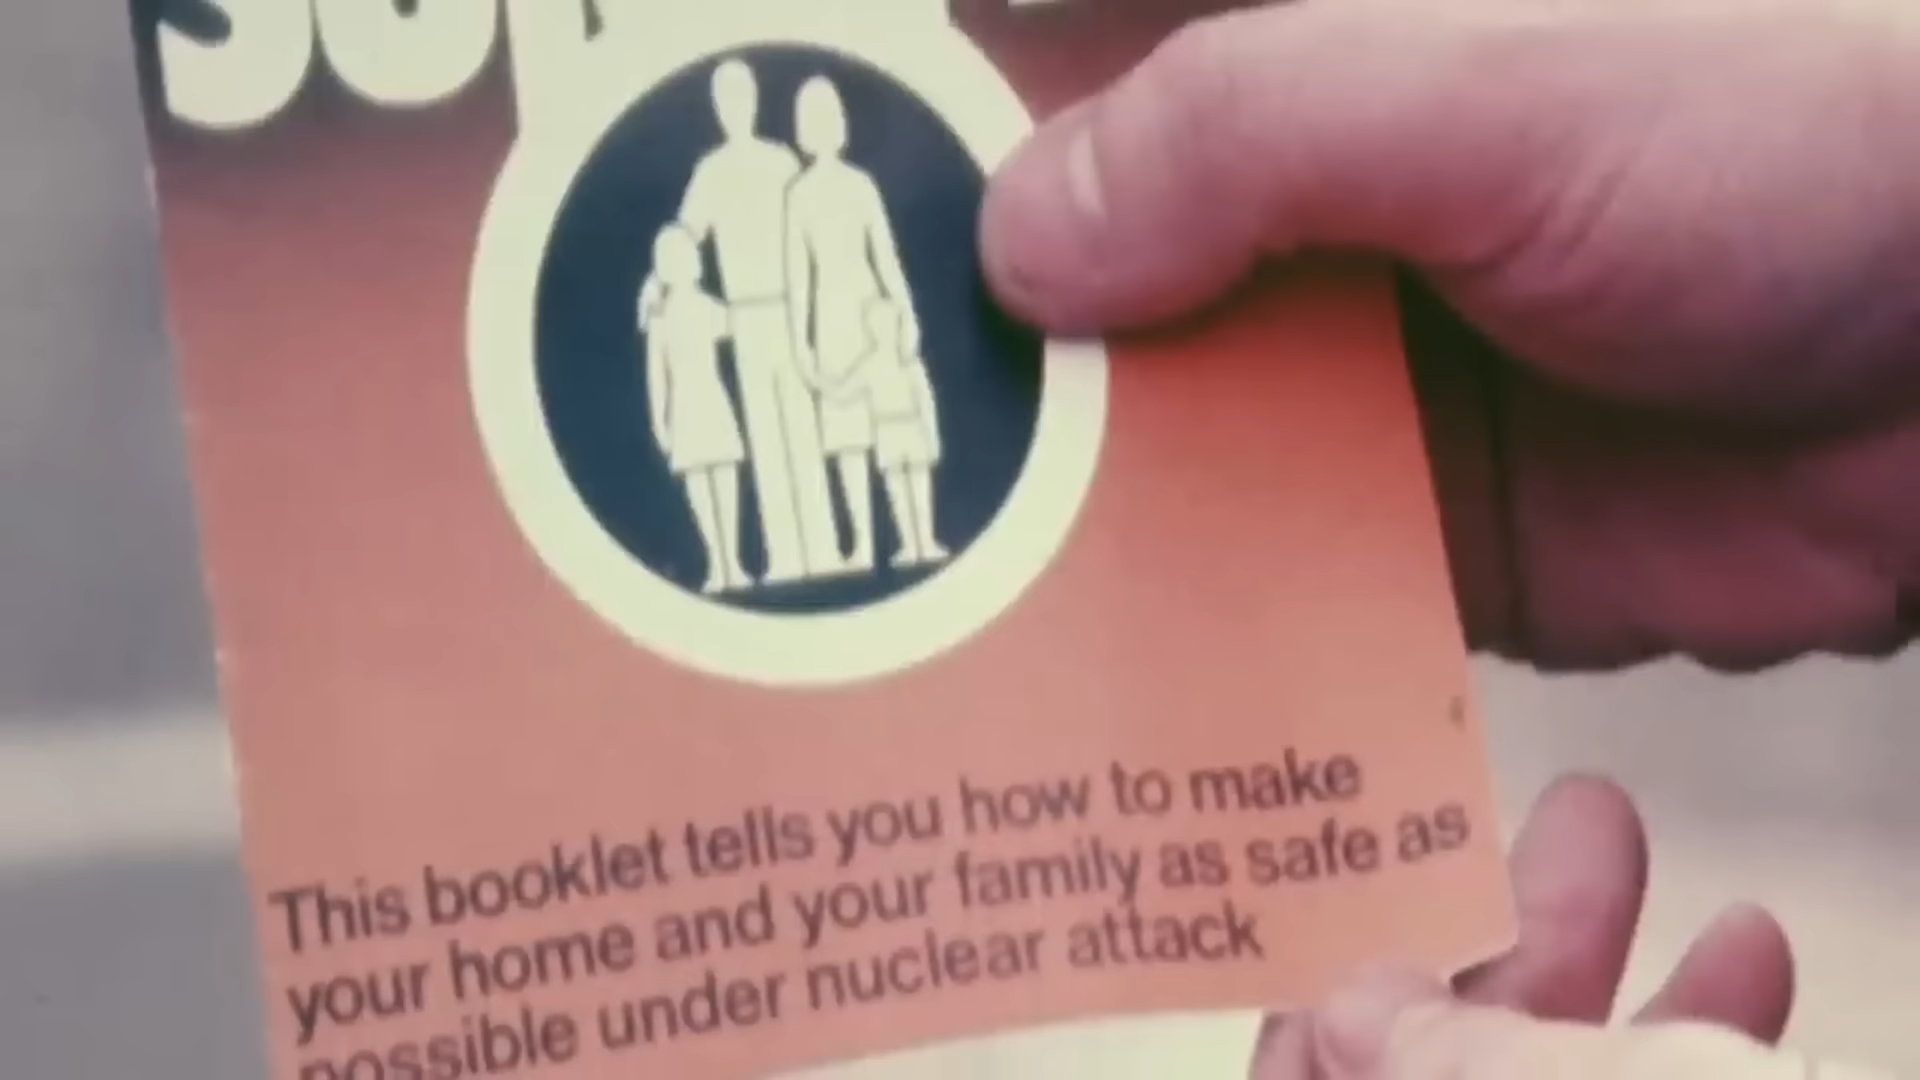 This booklet tells you how to make
your home and your family as safe as
possible under nuclear attack